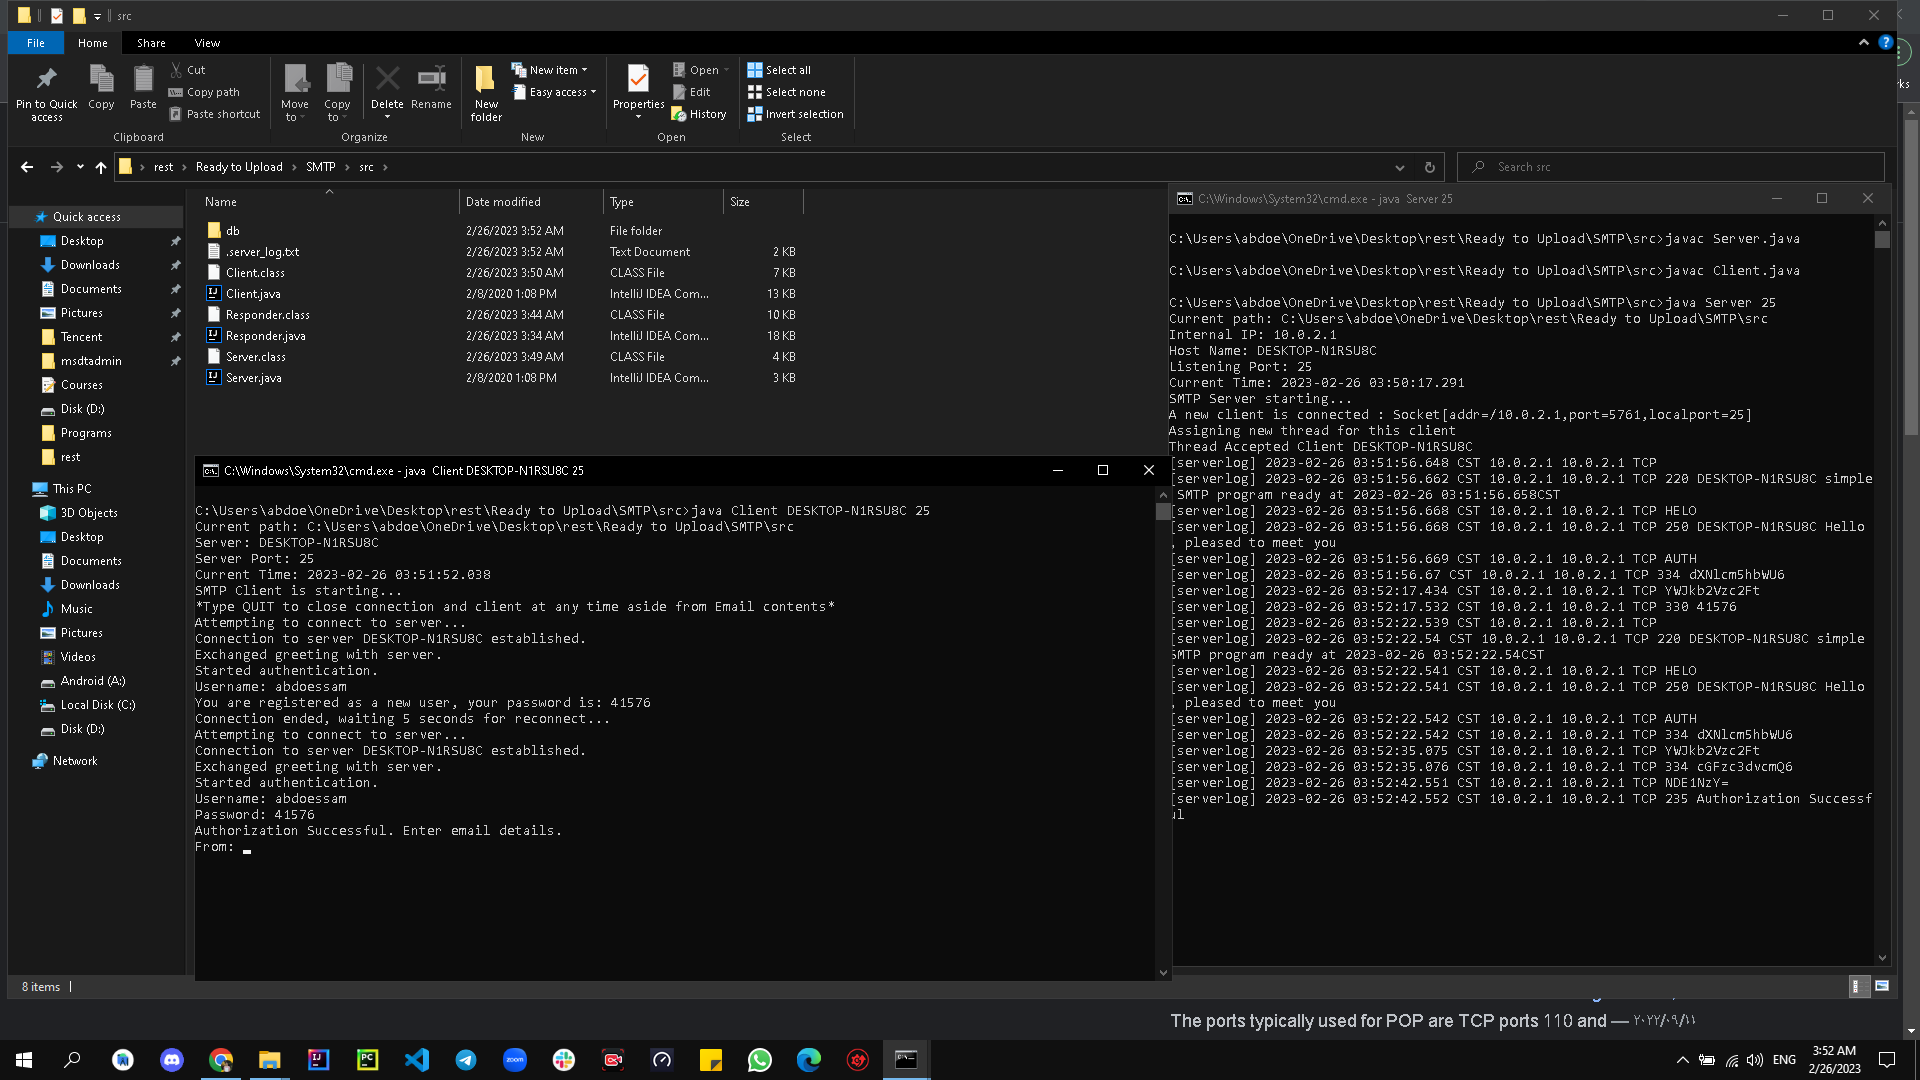 src
File Home Share View
Pin to Quick access
Copy
Paste
Cut
Copy path
Paste shortcut
Clipboard
Move to
Copy to
Delete
Rename
Organize
New folder
New item
Easy access
New
Properties
Open
Edit
History
Open
Select all
Select none
Invert selection
Select
rks
rest > Ready to Upload > SMTP > src >
Search src
Quick access
Desktop
Downloads
Documents
Pictures
Tencent
msdtadmin
Courses
Disk (D:)
Programs
rest
This PC
3D Objects
Desktop
Documents
Downloads
Music
Pictures
Videos
Android (A:)
Local Disk (C:)
Disk (D:)
Network
Name Date modified Type Size
db 2/26/2023 3:52 AM File folder
.server_log.txt 2/26/2023 3:52 AM Text Document 2 KB
Client.class 2/26/2023 3:50 AM CLASS File 7 KB
Client.java 2/8/2020 1:08 PM IntelliJ IDEA Com... 13 KB
Responder.class 2/26/2023 3:44 AM CLASS File 10 KB
Responder.java 2/26/2023 3:34 AM IntelliJ IDEA Com... 18 KB
Server.class 2/26/2023 3:49 AM CLASS File 4 KB
Server.java 2/8/2020 1:08 PM IntelliJ IDEA Com... 3 KB
C:\Windows\System32\cmd.exe - java Client DESKTOP-N1RSU8C 25
C:\Users\abdoe\OneDrive\Desktop\rest\Ready to Upload\SMTP\src>java Client DESKTOP-N1RSU8C 25
Current path: C:\Users\abdoe\OneDrive\Desktop\rest\Ready to Upload\SMTP\src
Server: DESKTOP-N1RSU8C
Server Port: 25
Current Time: 2023-02-26 03:51:52.038
SMTP Client is starting...
*Type QUIT to close connection and client at any time aside from Email contents*
Attempting to connect to server...
Connection to server DESKTOP-N1RSU8C established.
Exchanged greeting with server.
Started authentication.
Username: abdoessam
You are registered as a new user, your password is: 41576
Connection ended, waiting 5 seconds for reconnect...
Attempting to connect to server...
Connection to server DESKTOP-N1RSU8C established.
Exchanged greeting with server.
Started authentication.
Username: abdoessam
Password: 41576
Authorization Successful. Enter email details.
From:
C:\Windows\System32\cmd.exe - java Server 25
C:\Users\abdoe\OneDrive\Desktop\rest\Ready to Upload\SMTP\src>javac Server.java
C:\Users\abdoe\OneDrive\Desktop\rest\Ready to Upload\SMTP\src>javac Client.java
C:\Users\abdoe\OneDrive\Desktop\rest\Ready to Upload\SMTP\src>java Server 25
Current path: C:\Users\abdoe\OneDrive\Desktop\rest\Ready to Upload\SMTP\src
Internal IP: 10.0.2.1
Host Name: DESKTOP-N1RSU8C
Listening Port: 25
Current Time: 2023-02-26 03:50:17.291
SMTP Server starting...
A new client is connected : Socket[addr=/10.0.2.1,port=5761,localport=25]
Assigning new thread for this client
Thread Accepted Client DESKTOP-N1RSU8C
[serverlog] 2023-02-26 03:51:56.648 CST 10.0.2.1 10.0.2.1 TCP
[serverlog] 2023-02-26 03:51:56.662 CST 10.0.2.1 10.0.2.1 TCP 220 DESKTOP-N1RSU8C simple
SMTP program ready at 2023-02-26 03:51:56.658CST
[serverlog] 2023-02-26 03:51:56.668 CST 10.0.2.1 10.0.2.1 TCP HELO
[serverlog] 2023-02-26 03:51:56.668 CST 10.0.2.1 10.0.2.1 TCP 250 DESKTOP-N1RSU8C Hello
, pleased to meet you
[serverlog] 2023-02-26 03:51:56.669 CST 10.0.2.1 10.0.2.1 TCP AUTH
[serverlog] 2023-02-26 03:51:56.67 CST 10.0.2.1 10.0.2.1 TCP 334 dXNlcm5hbWU6
[serverlog] 2023-02-26 03:52:17.434 CST 10.0.2.1 10.0.2.1 TCP YWJkb2Vzc2Ft
[serverlog] 2023-02-26 03:52:17.532 CST 10.0.2.1 10.0.2.1 TCP 330 41576
[serverlog] 2023-02-26 03:52:22.539 CST 10.0.2.1 10.0.2.1 TCP
[serverlog] 2023-02-26 03:52:22.54 CST 10.0.2.1 10.0.2.1 TCP 220 DESKTOP-N1RSU8C simple
SMTP program ready at 2023-02-26 03:52:22.54CST
[serverlog] 2023-02-26 03:52:22.541 CST 10.0.2.1 10.0.2.1 TCP HELO
[serverlog] 2023-02-26 03:52:22.541 CST 10.0.2.1 10.0.2.1 TCP 250 DESKTOP-N1RSU8C Hello
, pleased to meet you
[serverlog] 2023-02-26 03:52:22.542 CST 10.0.2.1 10.0.2.1 TCP AUTH
[serverlog] 2023-02-26 03:52:22.542 CST 10.0.2.1 10.0.2.1 TCP 334 dXNlcm5hbWU6
[serverlog] 2023-02-26 03:52:35.075 CST 10.0.2.1 10.0.2.1 TCP YWJkb2Vzc2Ft
[serverlog] 2023-02-26 03:52:35.076 CST 10.0.2.1 10.0.2.1 TCP 334 cGFzc3dvcmQ6
[serverlog] 2023-02-26 03:52:42.551 CST 10.0.2.1 10.0.2.1 TCP NDE1NzY=
[serverlog] 2023-02-26 03:52:42.552 CST 10.0.2.1 10.0.2.1 TCP 235 Authorization Successf
ul
8 items
The ports typically used for POP are TCP ports 110 and — ٢٠٢٢/٠٩/١١
zoom
ENG
3:52 AM
2/26/2023